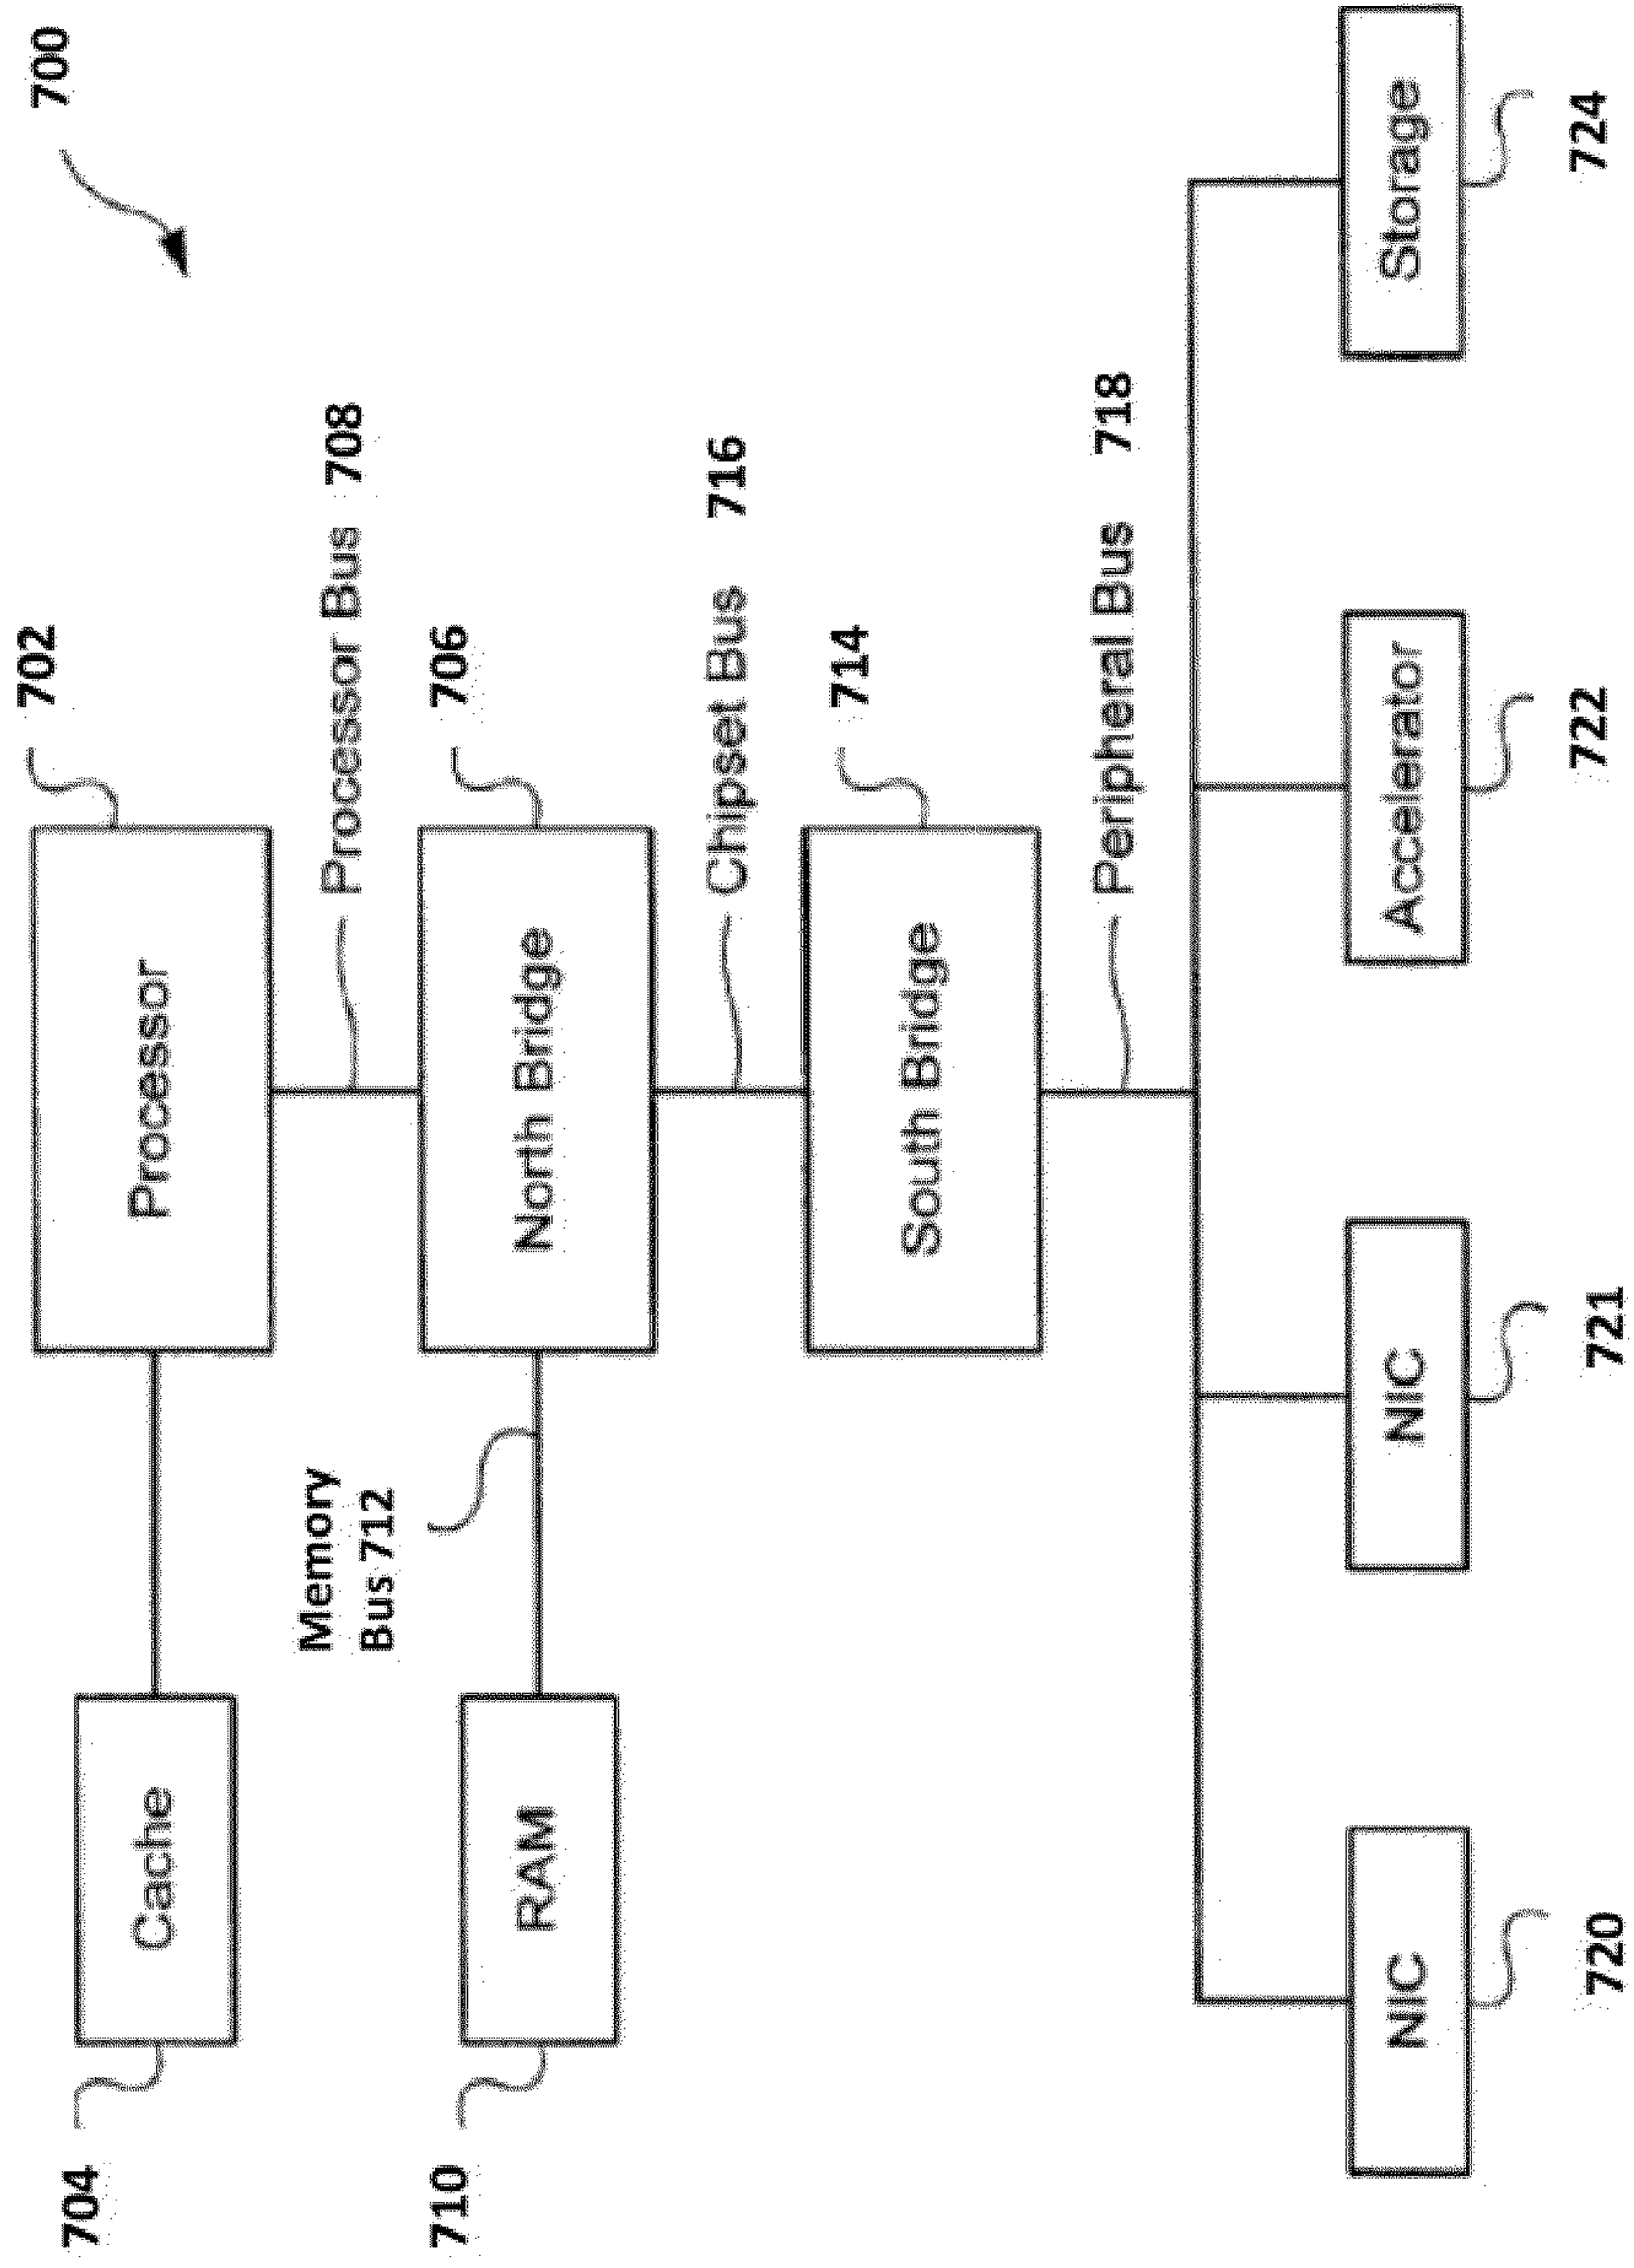 700
702
704
Cache
Processor
Processor Bus 708
Memory
Bus 712
706
710
RAM
North Bridge
Chipset Bus 716
714
South Bridge
Peripheral Bus 718
NIC
NIC
Accelerator
Storage
720
721
722
724